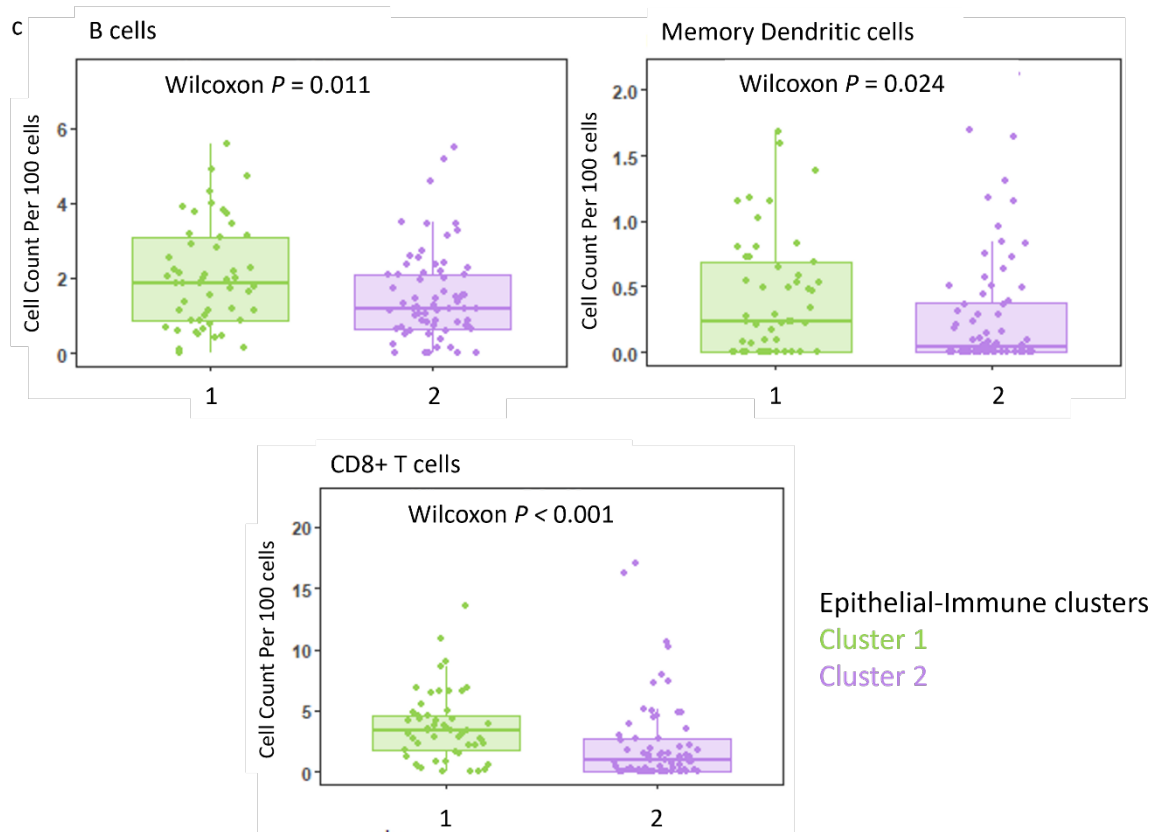 c
B cells
Wilcoxon P = 0.011
Cell Count Per 100 cells
6
4
2
0
1
2
Memory Dendritic cells
Wilcoxon P = 0.024
Cell Count Per 100 cells
2.0
1.5
1.0
0.5
0.0
1
2
CD8+ T cells
Wilcoxon P < 0.001
Cell Count Per 100 cells
20
15
10
5
0
1
2
Epithelial-Immune clusters
Cluster 1
Cluster 2